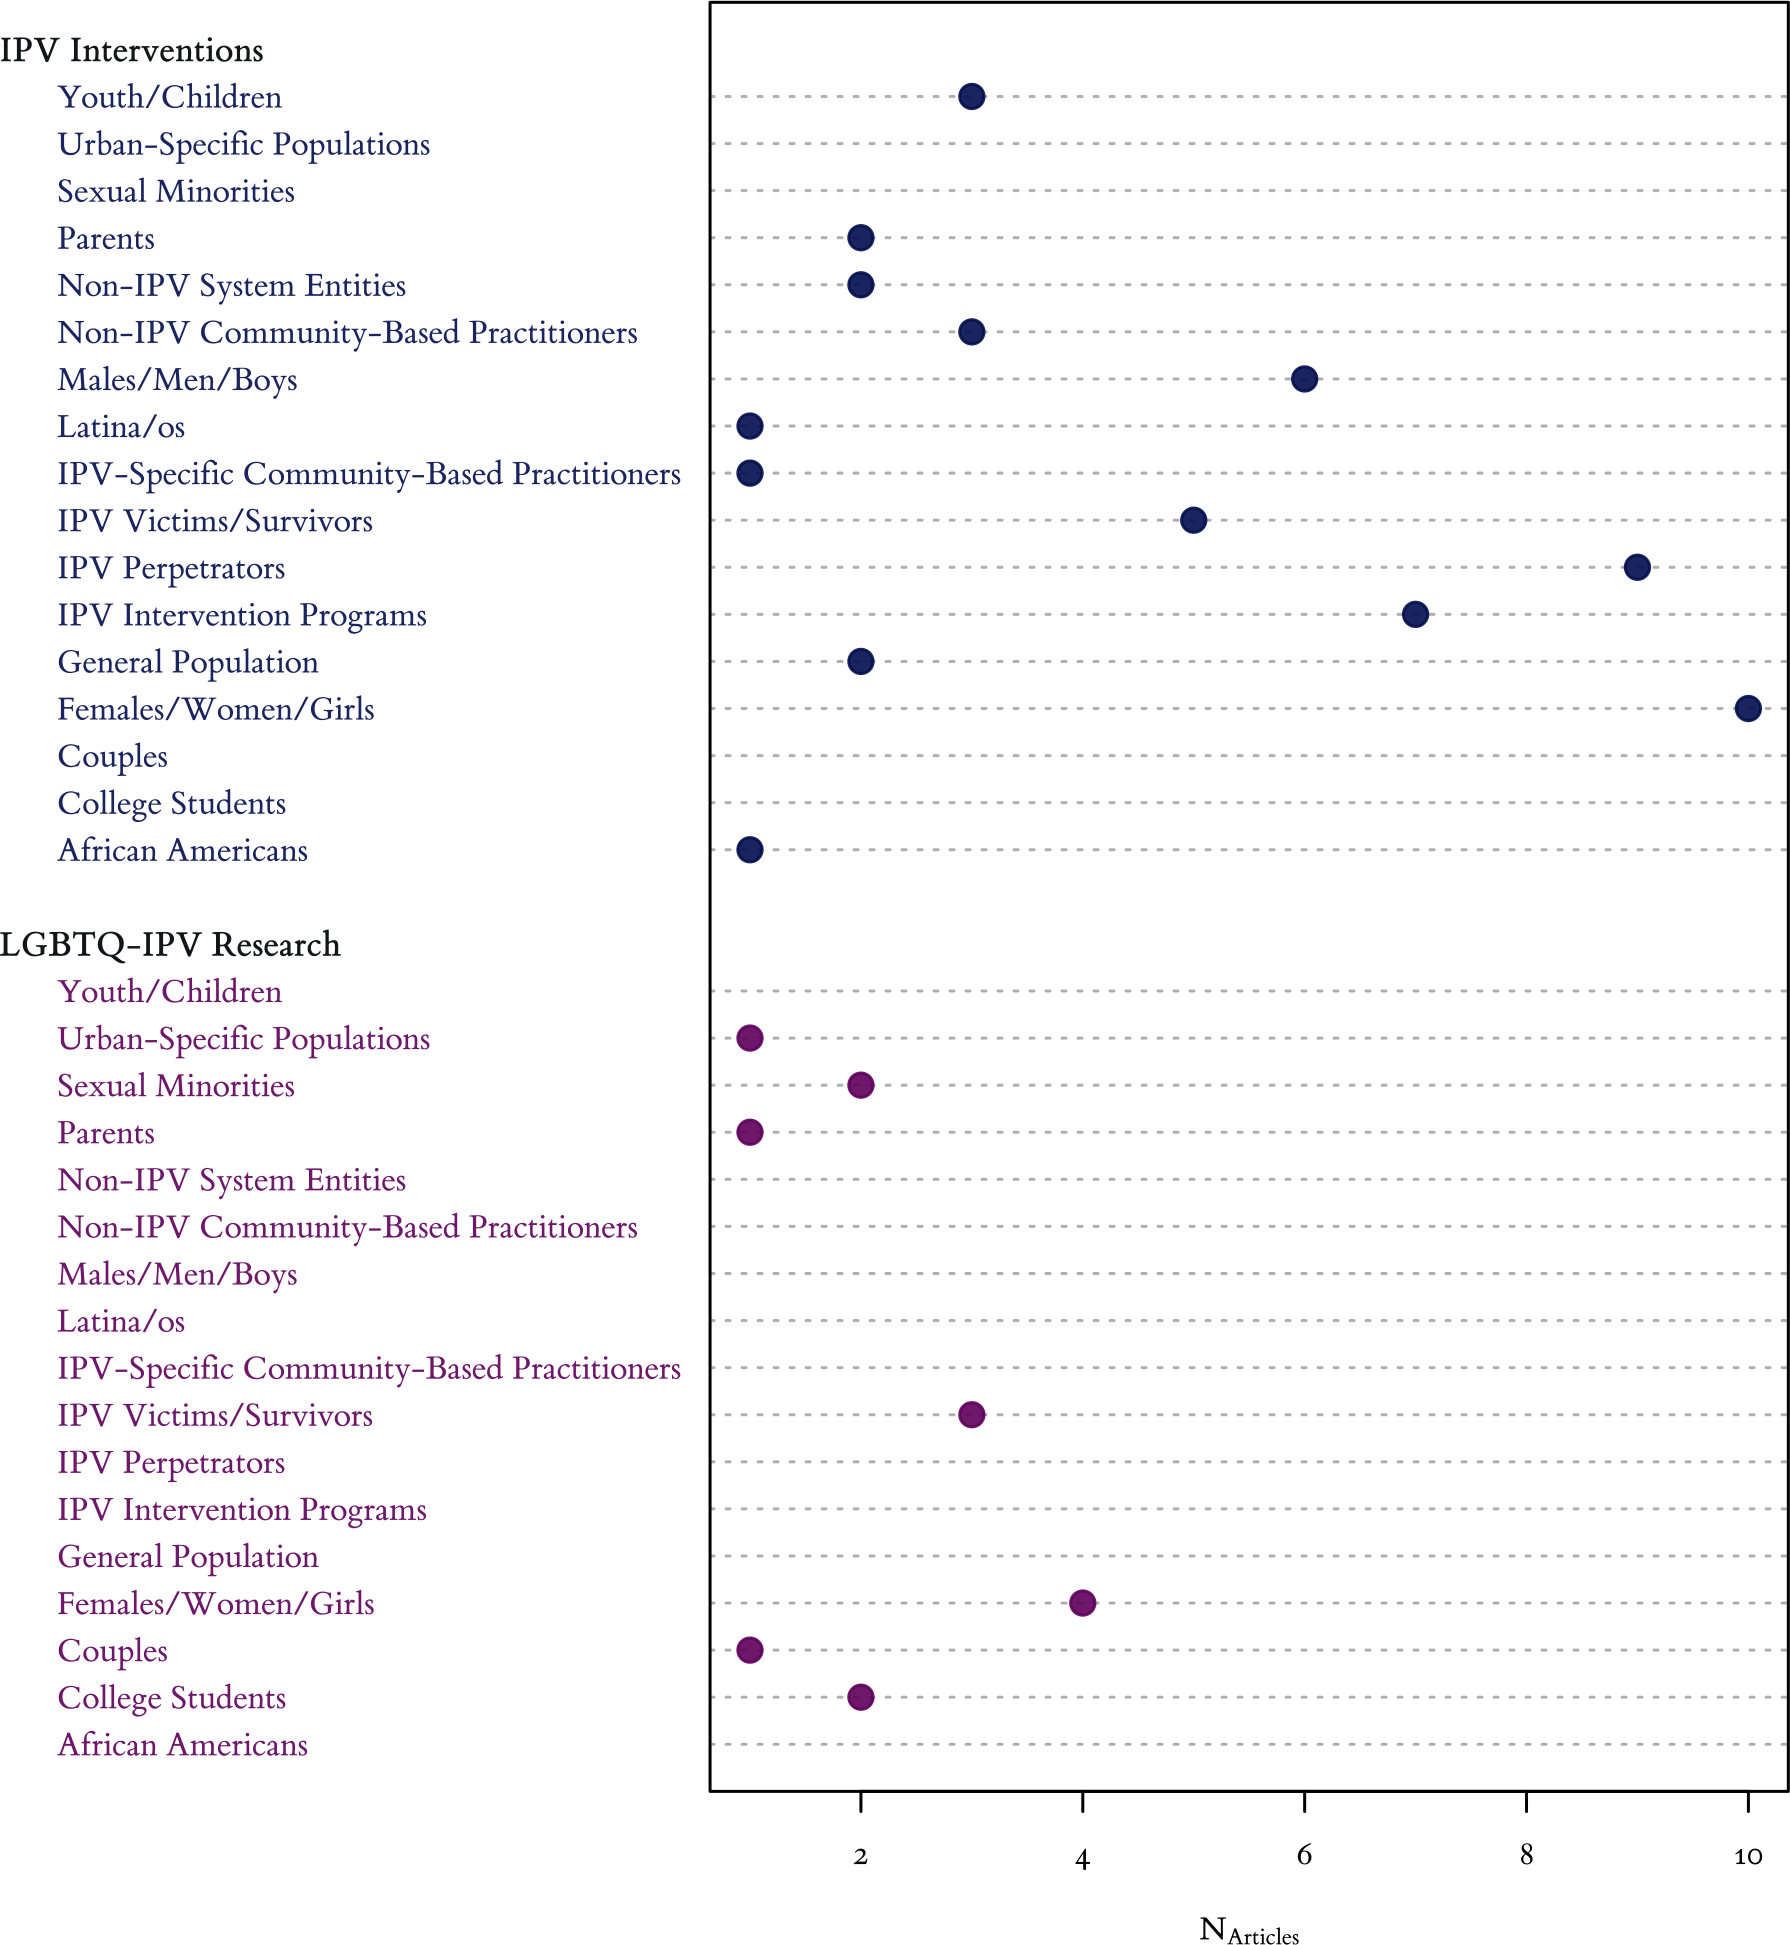 IPV Interventions
Youth/Children
Urban-Specific Populations
Sexual Minorities
Parents
Non-IPV System Entities
Non-IPV Community-Based Practitioners
Males/Men/Boys
Latina/os
IPV-Specific Community-Based Practitioners
IPV Victims/Survivors
IPV Perpetrators
IPV Intervention Programs
General Population
Females/Women/Girls
Couples
College Students
African Americans
LGBTQ-IPV Research
Youth/Children
Urban-Specific Populations
Sexual Minorities
Parents
Non-IPV System Entities
Non-IPV Community-Based Practitioners
Males/Men/Boys
Latina/os
IPV-Specific Community-Based Practitioners
IPV Victims/Survivors
IPV Perpetrators
IPV Intervention Programs
General Population
Females/Women/Girls
Couples
College Students
African Americans
2 4 6 8 10
N Articles